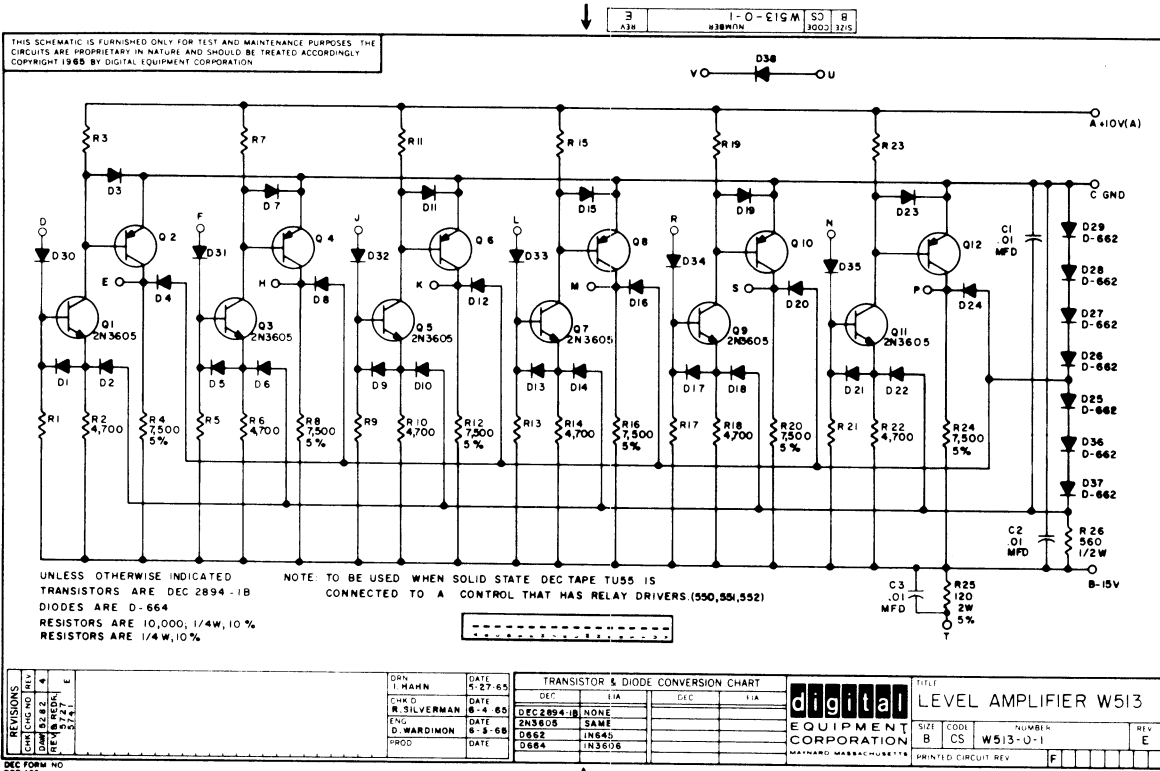 B CS W513-0-1 E
SIZE CODE NUMBER REV
THIS SCHEMATIC IS FURNISHED ONLY FOR TEST AND MAINTENANCE PURPOSES. THE
CIRCUITS ARE PROPRIETARY IN NATURE AND SHOULD BE TREATED ACCORDINGLY.
COPYRIGHT 1965 BY DIGITAL EQUIPMENT CORPORATION
D38
V U
A +10V(A)
R3 R7 R11 R15 R19 R23
D3 D7 D11 D15 D19 D23
C GND
D F J L R N
D30 D31 D32 D33 D34 D35
Q2 Q4 Q6 Q8 Q10 Q12
E H K M S P
D4 D8 D12 D16 D20 D24
C1
.01
MFD
D29
D-662
D28
D-662
D27
D-662
D26
D-662
D25
D-662
D36
D-662
D37
D-662
Q1
2N3605
Q3
2N3605
Q5
2N3605
Q7
2N3605
Q9
2N3605
Q11
2N3605
D1 D2 D5 D6 D9 D10 D13 D14 D17 D18 D21 D22
R1
R2
4,700
R4
7,500
5%
R5
R6
4,700
R8
7,500
5%
R9
R10
4,700
R12
7,500
5%
R13
R14
4,700
R16
7,500
5%
R17
R18
4,700
R20
7,500
5%
R21
R22
4,700
R24
7,500
5%
C2
.01
MFD
R26
560
1/2W
B-15V
C3
.01
MFD
R25
120
2W
5%
T
UNLESS OTHERWISE INDICATED
TRANSISTORS ARE DEC 2894-1B
DIODES ARE D-664
RESISTORS ARE 10,000; 1/4W, 10%
RESISTORS ARE 1/4W, 10%
NOTE: TO BE USED WHEN SOLID STATE DEC TAPE TU55 IS
CONNECTED TO A CONTROL THAT HAS RELAY DRIVERS.(550,551,552)
REVISIONS
CHK CHG NO REV
5262 4
REV & REDR
5727
5741 E
DRN DATE
I. HAHN 5-27-65
CHK'D DATE
R. SILVERMAN 6-4-65
ENG DATE
D. WARDIMON
PROD DATE
TRANSISTOR & DIODE CONVERSION CHART
DEC EIA DEC EIA
DEC2894-1B NONE
2N3605 SAME
D662 1N645
D664 1N3606
digital
EQUIPMENT
CORPORATION
MAYNARD MASSACHUSETTS
TITLE
LEVEL AMPLIFIER W513
SIZE CODE NUMBER REV
B CS W513-0-1 E
PRINTED CIRCUIT REV F
DEC FORM NO